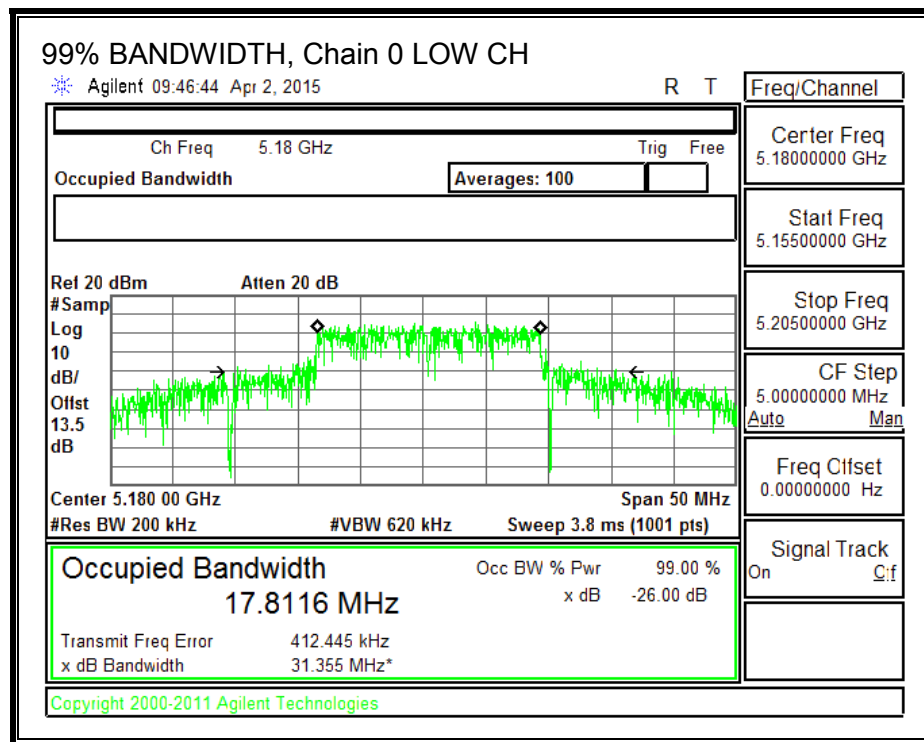 99% BANDWIDTH, Chain 0 LOW CH
Agilent 09:46:44 Apr 2, 2015 R T
Freq/Channel
Ch Freq 5.18 GHz Trig Free
Occupied Bandwidth Averages: 100
Center Freq
5.18000000 GHz
Start Freq
5.15500000 GHz
Stop Freq
5.20500000 GHz
CF Step
5.00000000 MHz
Auto Man
Freq Offset
0.00000000 Hz
Signal Track
On Off
Ref 20 dBm Atten 20 dB
#Samp
Log
10
dB/
Offst
13.5
dB
Center 5.180 00 GHz Span 50 MHz
#Res BW 200 kHz #VBW 620 kHz Sweep 3.8 ms (1001 pts)
Occupied Bandwidth
17.8116 MHz
Occ BW % Pwr 99.00 %
x dB -26.00 dB
Transmit Freq Error 412.445 kHz
x dB Bandwidth 31.355 MHz*
Copyright 2000-2011 Agilent Technologies